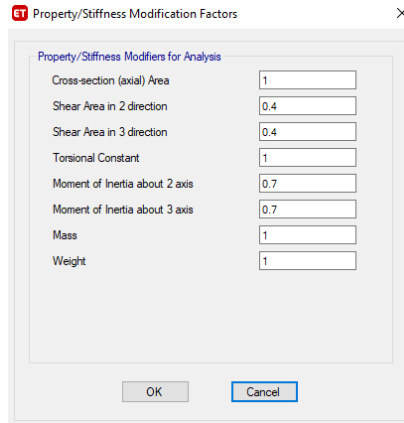 ET Property/Stiffness Modification Factors
Property/Stiffness Modifiers for Analysis
Cross-section (axial) Area 1
Shear Area in 2 direction 0.4
Shear Area in 3 direction 0.4
Torsional Constant 1
Moment of Inertia about 2 axis 0.7
Moment of Inertia about 3 axis 0.7
Mass 1
Weight 1
OK Cancel